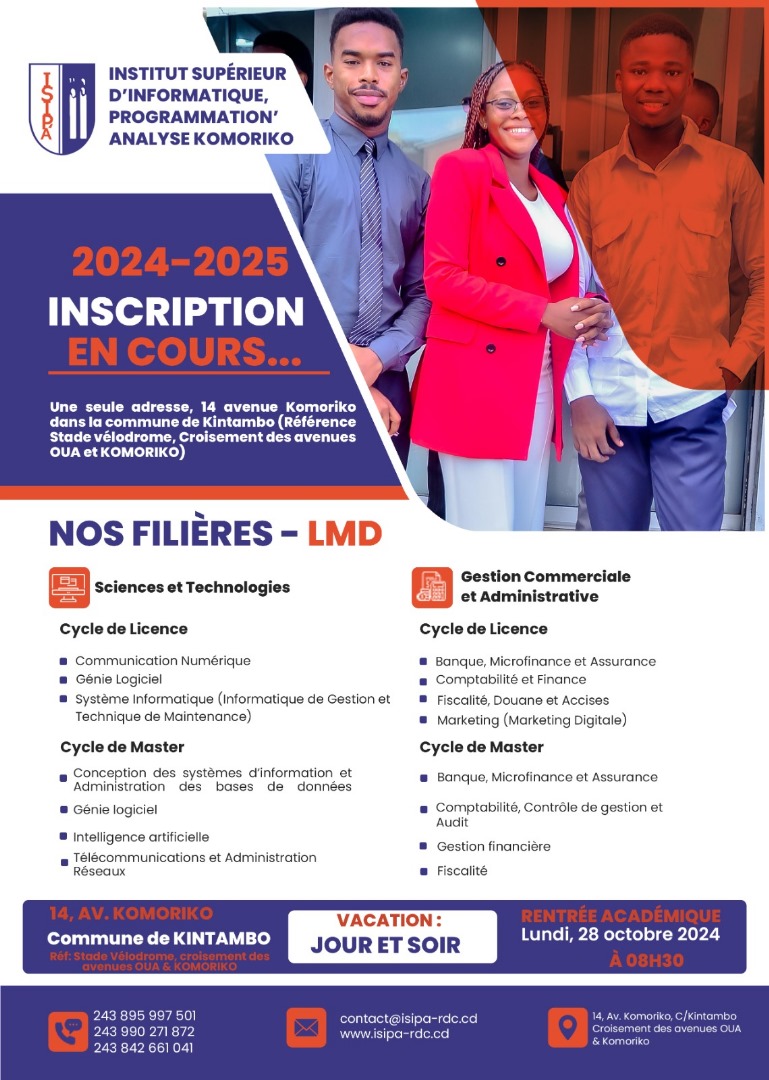 ISIPA
INSTITUT SUPÉRIEUR
D'INFORMATIQUE,
PROGRAMMATION'
ANALYSE KOMORIKO
2024-2025
INSCRIPTION
EN COURS...
Une seule adresse, 14 avenue Komoriko
dans la commune de Kintambo (Référence
Stade vélodrome, Croisement des avenues
OUA et KOMORIKO)
NOS FILIÈRES - LMD
Sciences et Technologies
Cycle de Licence
Communication Numérique
Génie Logiciel
Système Informatique (Informatique de Gestion et
Technique de Maintenance)
Cycle de Master
Conception des systèmes d'information et
Administration des bases de données
Génie logiciel
Intelligence artificielle
Télécommunications et Administration
Réseaux
Gestion Commerciale
et Administrative
Cycle de Licence
Banque, Microfinance et Assurance
Comptabilité et Finance
Fiscalité, Douane et Accises
Marketing (Marketing Digitale)
Cycle de Master
Banque, Microfinance et Assurance
Comptabilité, Contrôle de gestion et
Audit
Gestion financière
Fiscalité
14, AV. KOMORIKO
Commune de KINTAMBO
Réf: Stade Vélodrome, croisement des
avenues OUA & KOMORIKO
VACATION :
JOUR ET SOIR
RENTRÉE ACADÉMIQUE
Lundi, 28 octobre 2024
À 08H30
243 895 997 501
243 990 271 872
243 842 661 041
contact@isipa-rdc.cd
www.isipa-rdc.cd
14, Av. Komoriko, C/Kintambo
Croisement des avenues OUA
& Komoriko